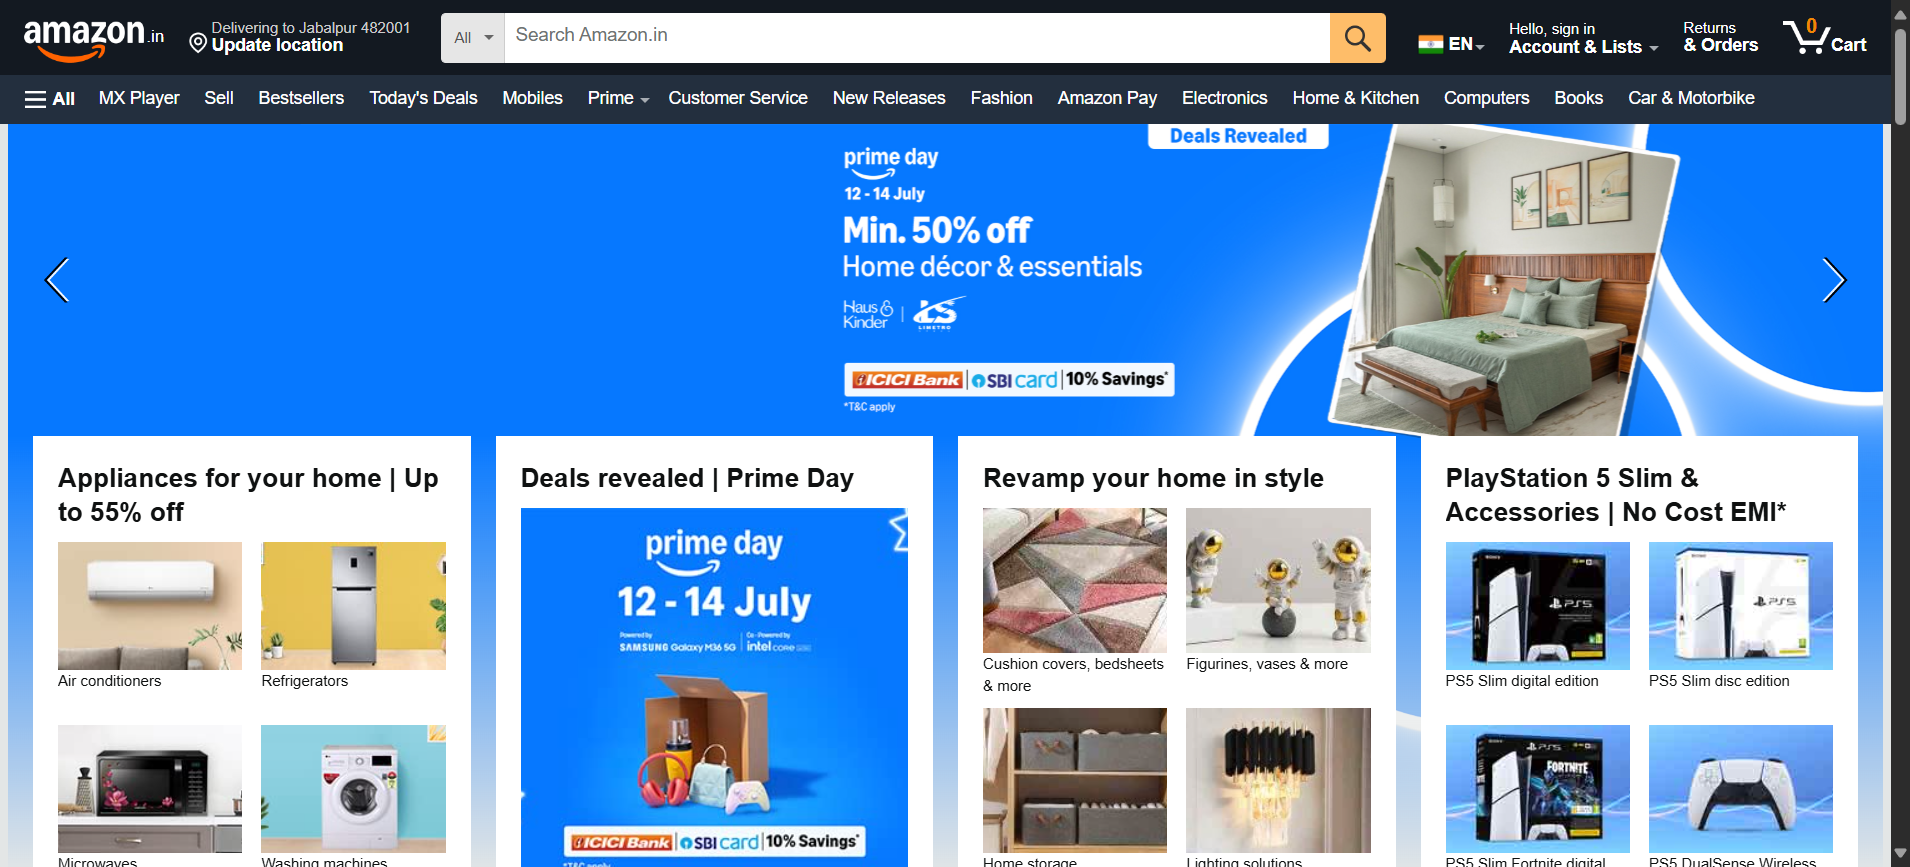 amazon.in
Delivering to Jabalpur 482001
Update location
All
Search Amazon.in
EN
Hello, sign in
Account & Lists
Returns
& Orders
0
Cart
All
MX Player
Sell
Bestsellers
Today's Deals
Mobiles
Prime
Customer Service
New Releases
Fashion
Amazon Pay
Electronics
Home & Kitchen
Computers
Books
Car & Motorbike
Deals Revealed
prime day
12 - 14 July
Min. 50% off
Home décor & essentials
Haus &
Kinder
LS
LIMETRO
ICICI Bank
SBI card
10% Savings*
*T&C apply
Appliances for your home | Up
to 55% off
Air conditioners
Refrigerators
Microwaves
Washing machines
Deals revealed | Prime Day
prime day
12 - 14 July
Powered by
SAMSUNG Galaxy M36 5G
Co-Powered by
intel core
ICICI Bank
SBI card
10% Savings*
*T&C apply
Revamp your home in style
Cushion covers, bedsheets
& more
Figurines, vases & more
Home storage
Lighting solutions
PlayStation 5 Slim &
Accessories | No Cost EMI*
SONY
PS5
PS5
PS5 Slim digital edition
PS5 Slim disc edition
SONY
PS5
FORTNITE
PS5 Slim Fortnite digital
PS5 DualSense Wireless